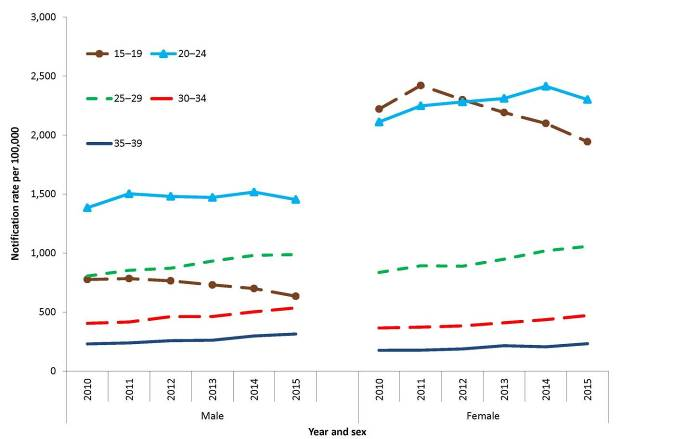 3,000
2,500
2,000
1,500
1,000
500
0
Notification rate per 100,000
15–19 20–24
25–29 30–34
35–39
2010 2011 2012 2013 2014 2015 2010 2011 2012 2013 2014 2015
Male Female
Year and sex